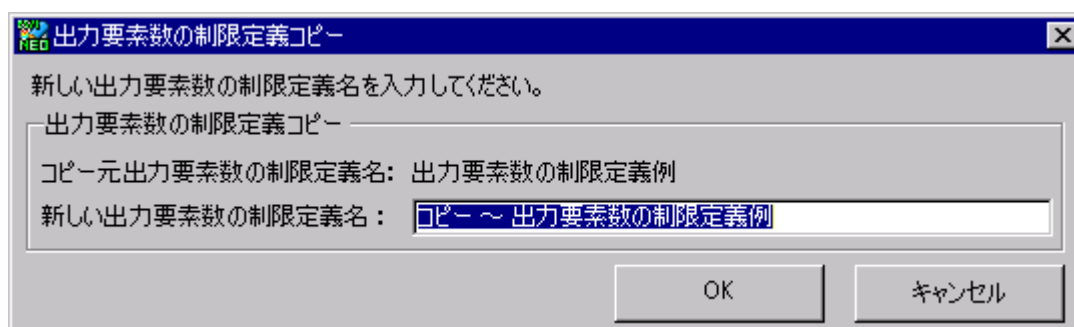 出力要素数の制限定義コピー
新しい出力要素数の制限定義名を入力してください。
出力要素数の制限定義コピー
コピー元出力要素数の制限定義名: 出力要素数の制限定義例
新しい出力要素数の制限定義名: コピー ～ 出力要素数の制限定義例
OK キャンセル